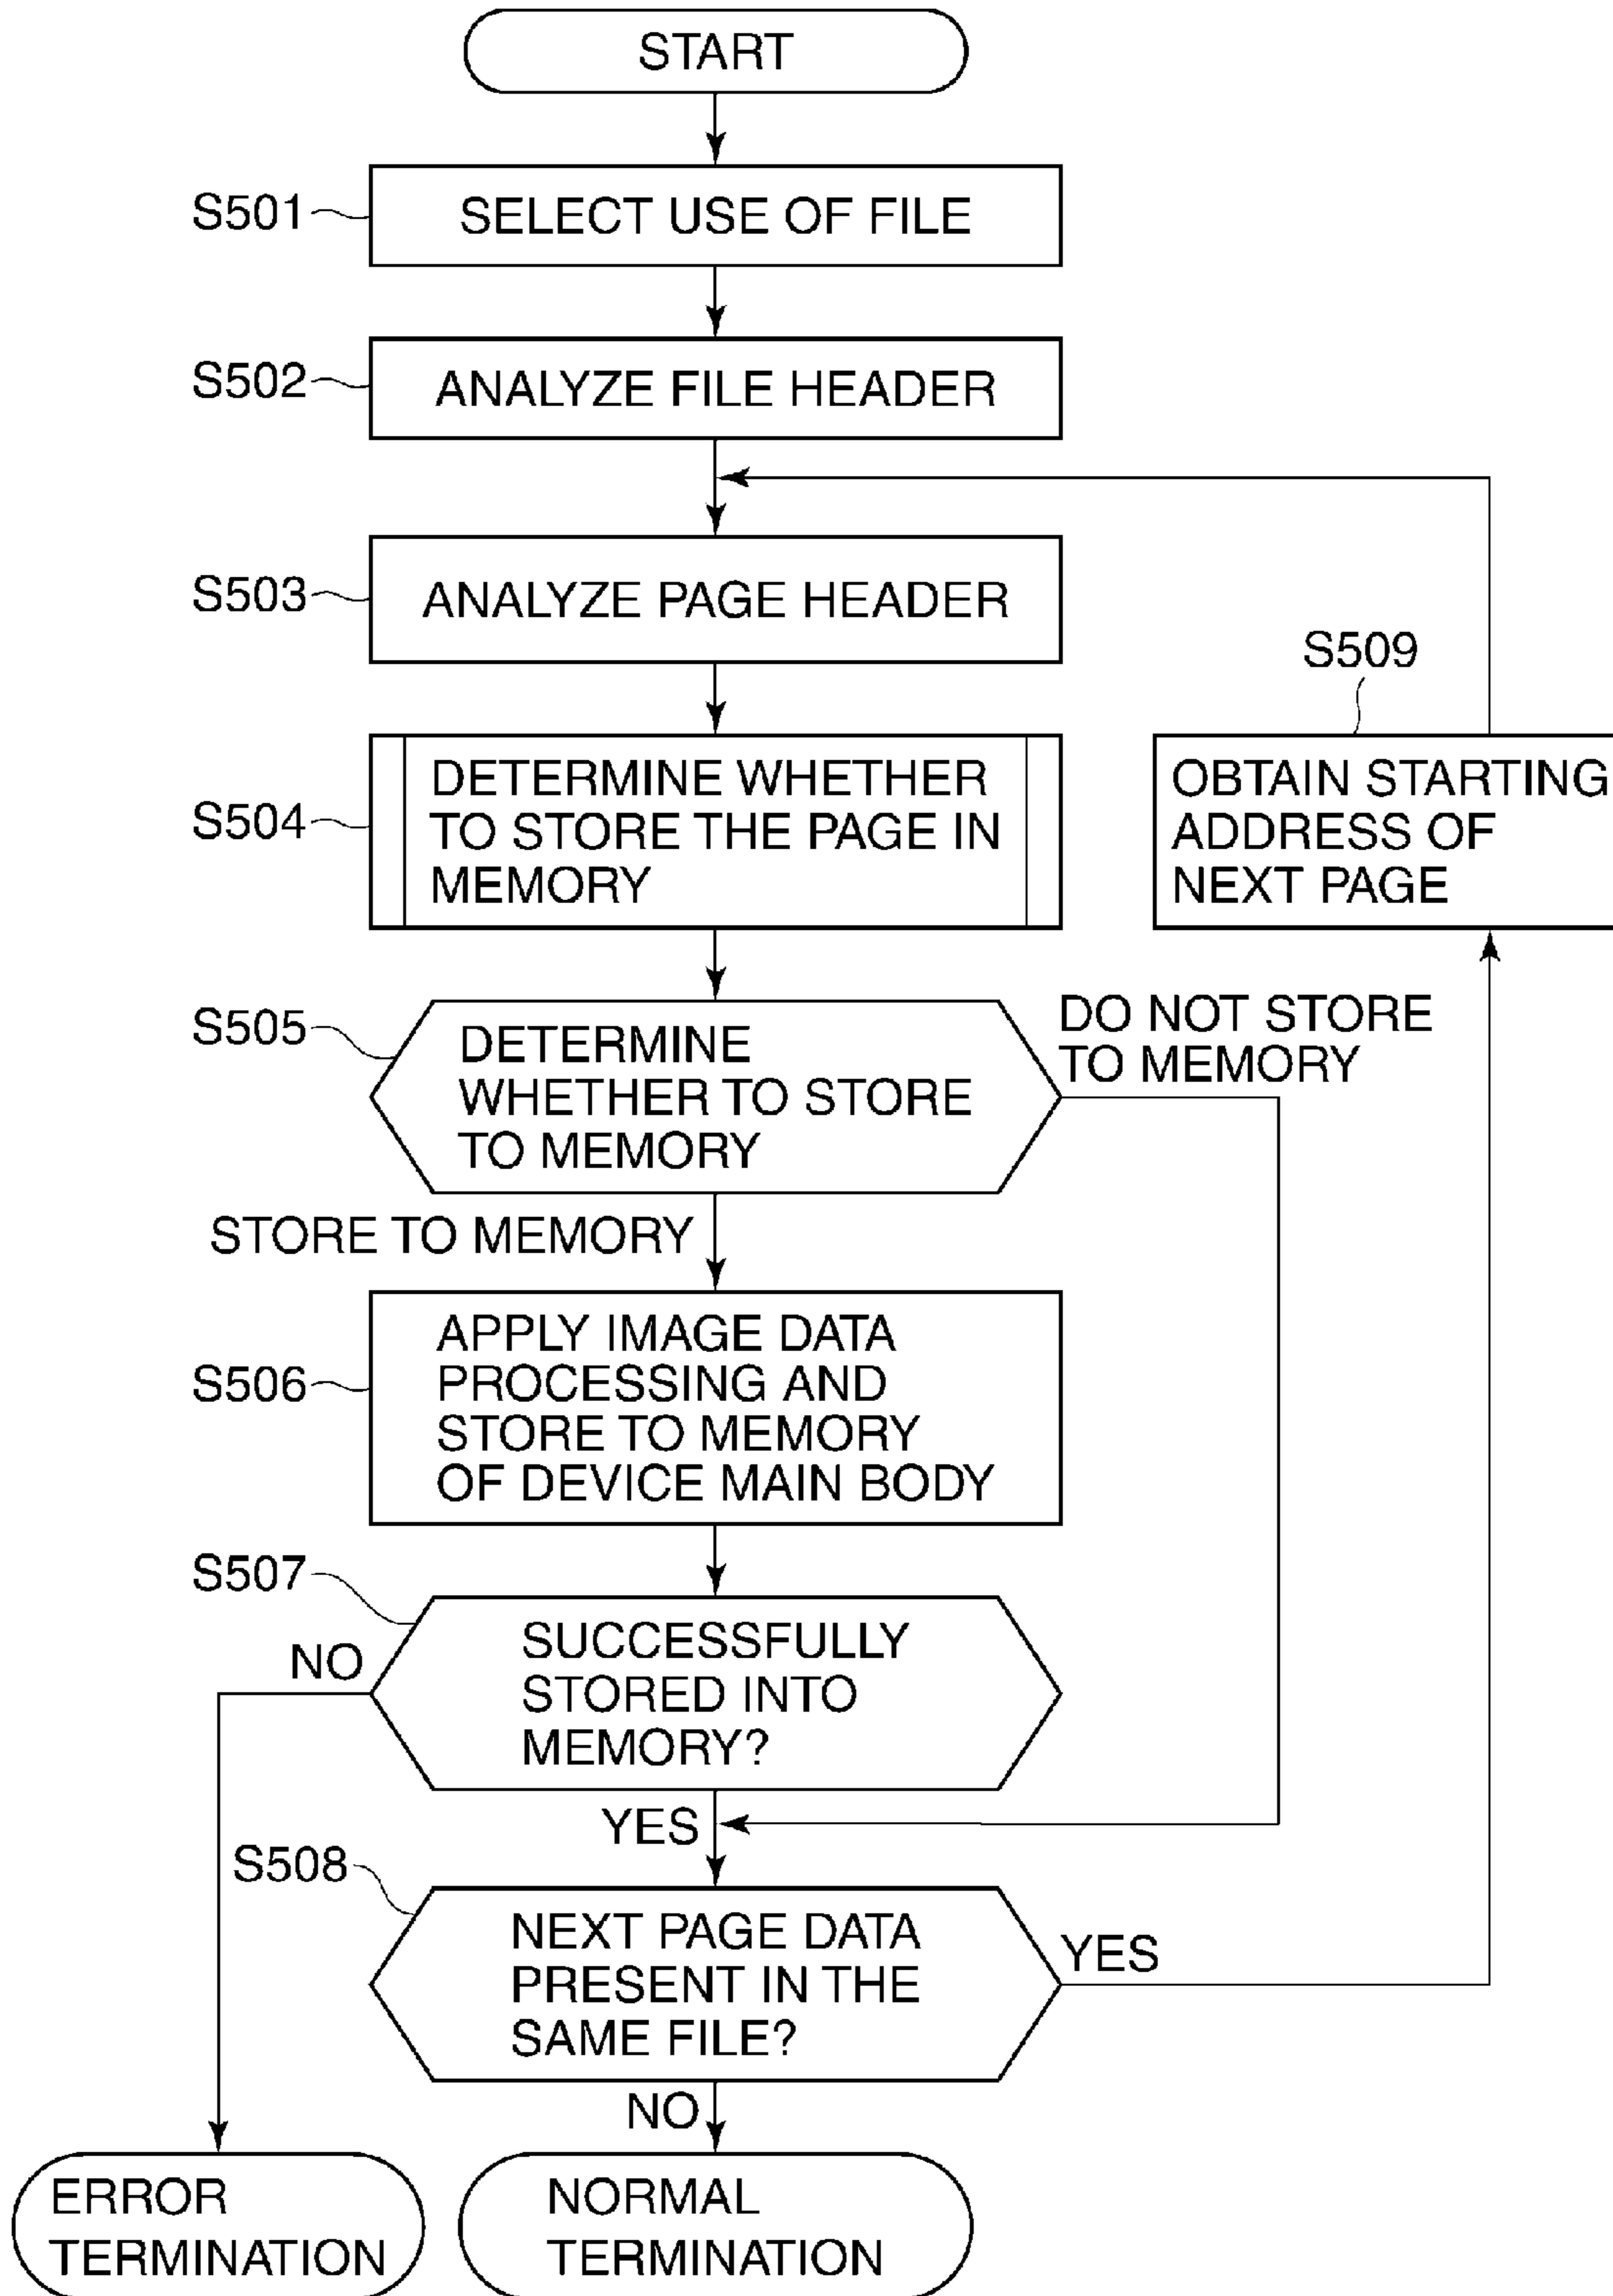 START
S501
SELECT USE OF FILE
S502
ANALYZE FILE HEADER
S503
ANALYZE PAGE HEADER
S509
S504
DETERMINE WHETHER
TO STORE THE PAGE IN
MEMORY
OBTAIN STARTING
ADDRESS OF
NEXT PAGE
S505
DETERMINE
WHETHER TO STORE
TO MEMORY
DO NOT STORE
TO MEMORY
STORE TO MEMORY
S506
APPLY IMAGE DATA
PROCESSING AND
STORE TO MEMORY
OF DEVICE MAIN BODY
S507
NO
SUCCESSFULLY
STORED INTO
MEMORY?
YES
S508
NEXT PAGE DATA
PRESENT IN THE
SAME FILE?
YES
NO
ERROR
TERMINATION
NORMAL
TERMINATION